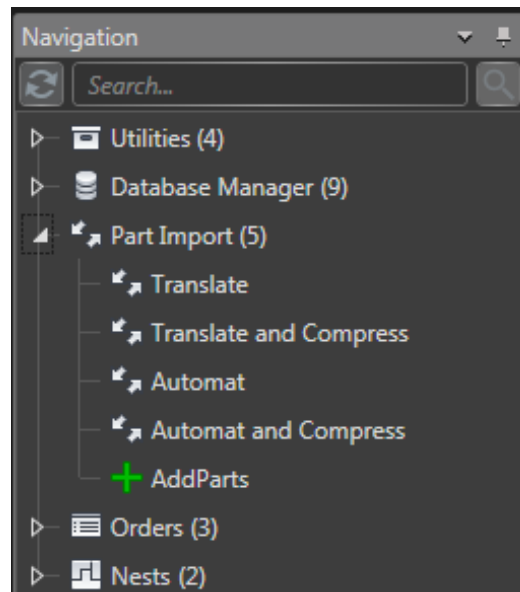 Navigation
Search...
Utilities (4)
Database Manager (9)
Part Import (5)
Translate
Translate and Compress
Automat
Automat and Compress
AddParts
Orders (3)
Nests (2)